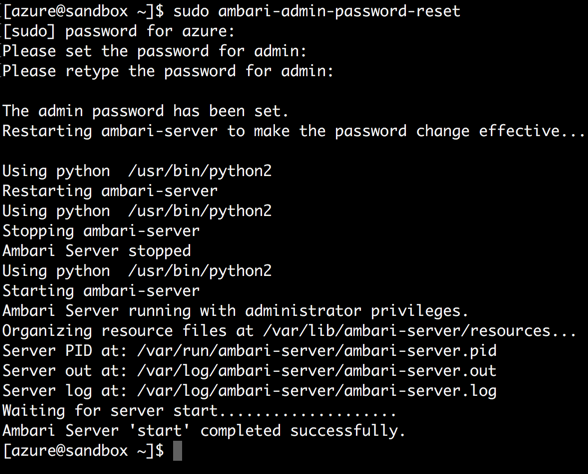 [azure@sandbox ~]$ sudo ambari-admin-password-reset
[sudo] password for azure:
Please set the password for admin:
Please retype the password for admin:
The admin password has been set.
Restarting ambari-server to make the password change effective...
Using python  /usr/bin/python2
Restarting ambari-server
Using python  /usr/bin/python2
Stopping ambari-server
Ambari Server stopped
Using python  /usr/bin/python2
Starting ambari-server
Ambari Server running with administrator privileges.
Organizing resource files at /var/lib/ambari-server/resources...
Server PID at: /var/run/ambari-server/ambari-server.pid
Server out at: /var/log/ambari-server/ambari-server.out
Server log at: /var/log/ambari-server/ambari-server.log
Waiting for server start....................
Ambari Server 'start' completed successfully.
[azure@sandbox ~]$